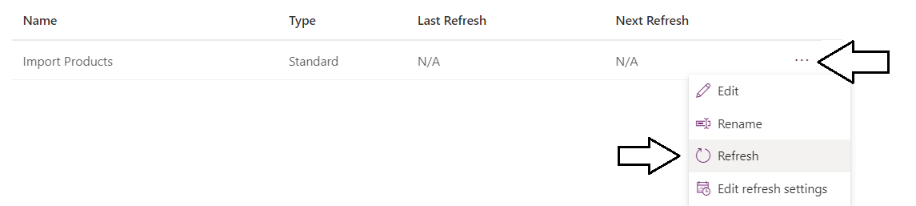 Name Type Last Refresh Next Refresh
Import Products Standard N/A N/A ...
Edit
Rename
Refresh
Edit refresh settings